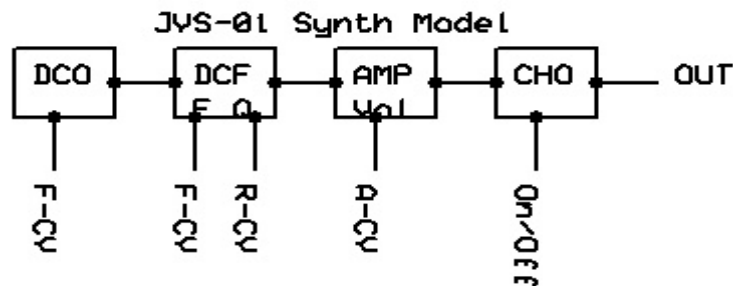 JVS-01 Synth Model
DCO
DCF
AMP
CHO
OUT
F Q
Vol
F-CV
F-CV
R-CV
A-CV
On/Off